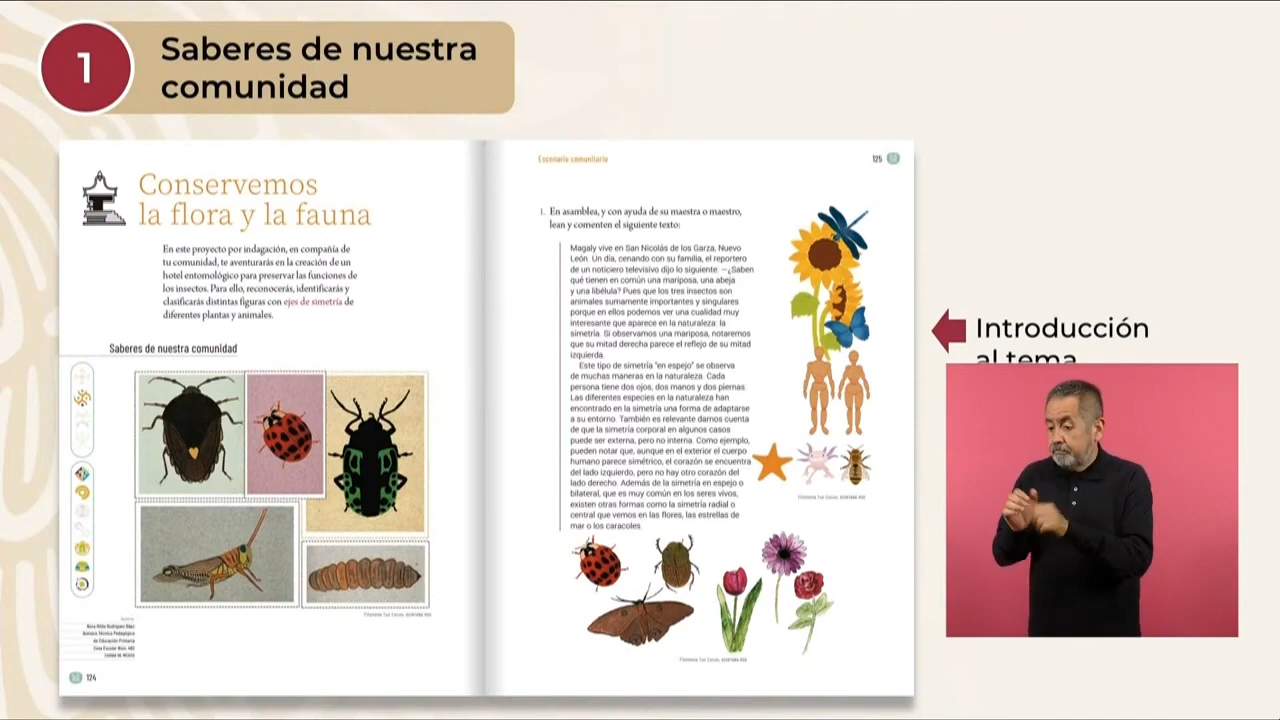 1
Saberes de nuestra
comunidad
Conservemos
la flora y la fauna
En este proyecto por indagación, en compañía de
tu comunidad, te aventurarás en la creación de un
hotel entomológico para preservar las funciones de
los insectos. Para ello, reconocerás, identificarás y
clasificarás distintas figuras con ejes de simetría de
diferentes plantas y animales.
Saberes de nuestra comunidad
124
Escenario comunitario
125
1. En asamblea, y con ayuda de su maestra o maestro,
lean y comenten el siguiente texto:
Magaly vive en San Nicolás de los Garza, Nuevo
León. Un día, cenando con su familia, el reportero
de un noticiero televisivo dijo lo siguiente: —¿Saben
qué tienen en común una mariposa, una abeja
y una libélula? Pues que los tres insectos son
animales sumamente importantes y singulares
porque en ellos podemos ver una cualidad muy
interesante que aparece en la naturaleza: la
simetría. Si observamos una mariposa, notaremos
que su mitad derecha parece el reflejo de su mitad
izquierda.
Este tipo de simetría "en espejo" se observa
de muchas maneras en la naturaleza. Cada
persona tiene dos ojos, dos manos y dos piernas.
Las diferentes especies en la naturaleza han
encontrado en la simetría una forma de adaptarse
a su entorno. También es relevante darnos cuenta
de que la simetría corporal en algunos casos
puede ser externa, pero no interna. Como ejemplo,
pueden notar que, aunque en el exterior el cuerpo
humano parece simétrico, el corazón se encuentra
del lado izquierdo, pero no hay otro corazón del
lado derecho. Además de la simetría en espejo o
bilateral, que es muy común en los seres vivos,
existen otras formas como la simetría radial o
central que vemos en las flores, las estrellas de
mar o los caracoles.
Introducción
al tema